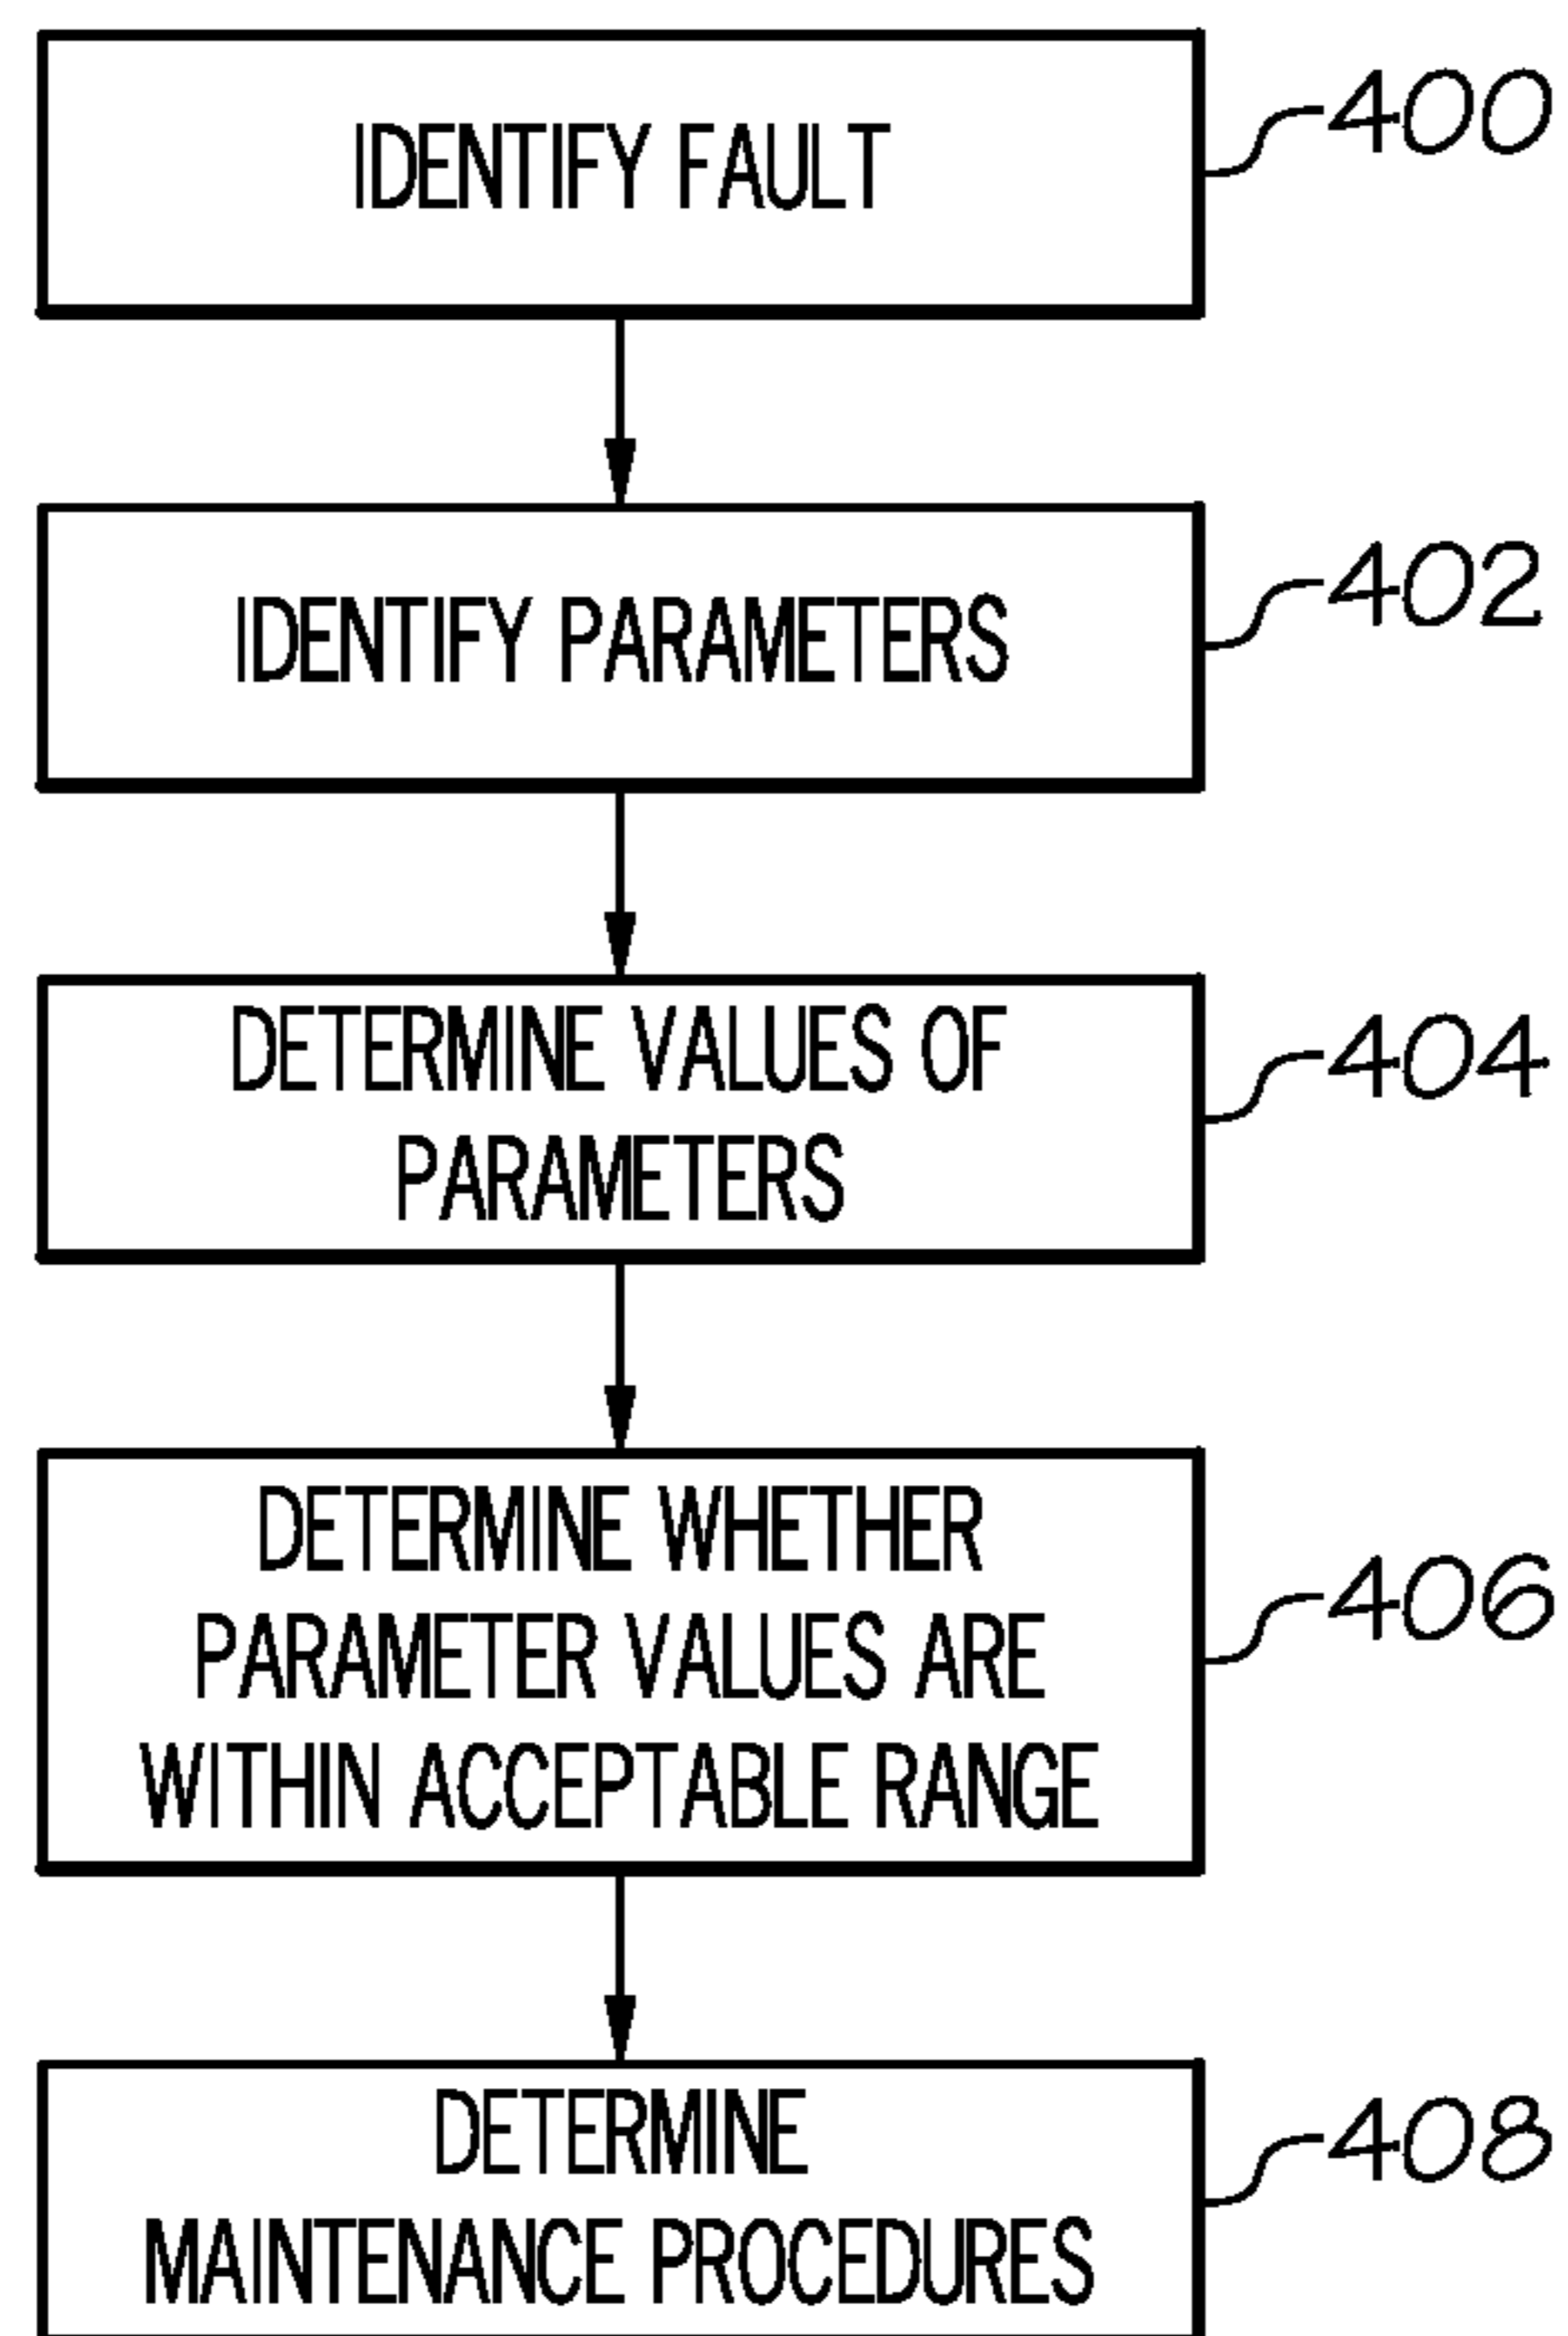 IDENTIFY FAULT
400
IDENTIFY PARAMETERS
402
DETERMINE VALUES OF
PARAMETERS
404
DETERMINE WHETHER
PARAMETER VALUES ARE
WITHIN ACCEPTABLE RANGE
406
DETERMINE
MAINTENANCE PROCEDURES
408